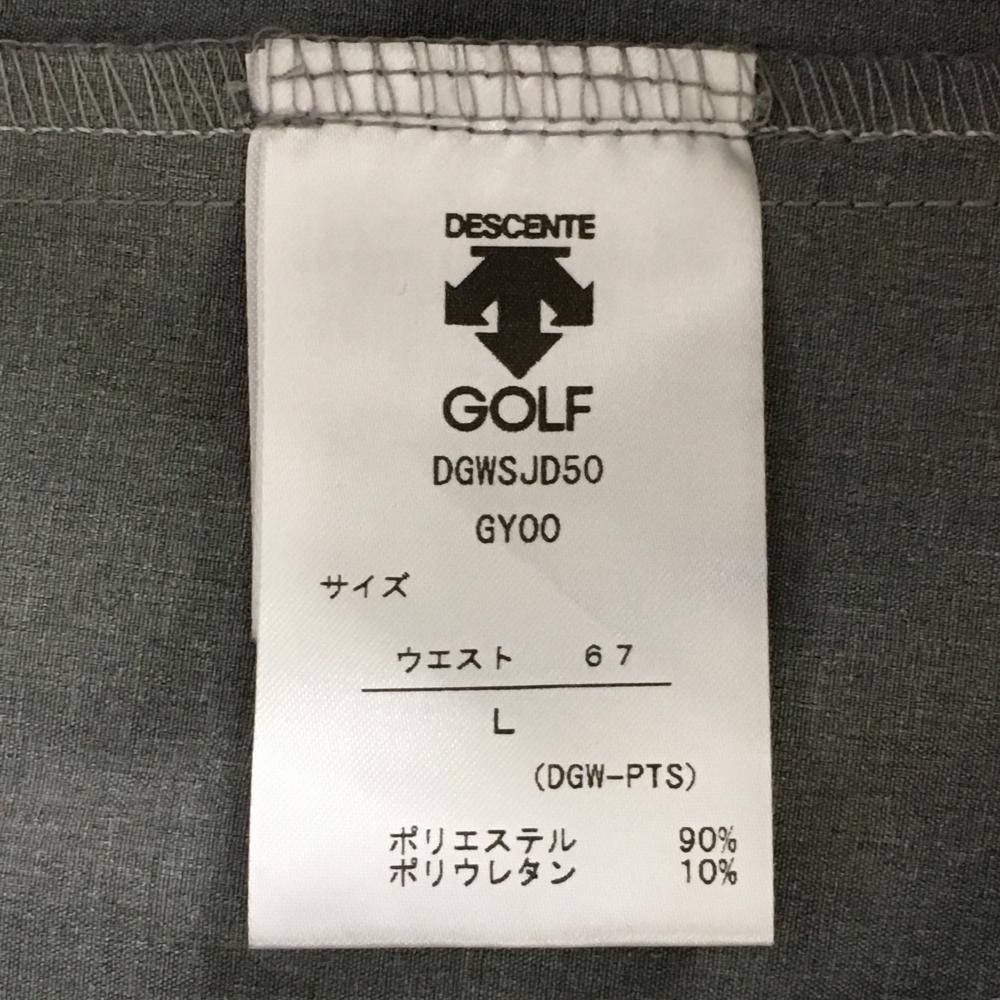 DESCENTE
GOLF
DGWSJD50
GY00
サイズ
ウエスト 67
L
(DGW-PTS)
ポリエステル 90%
ポリウレタン 10%